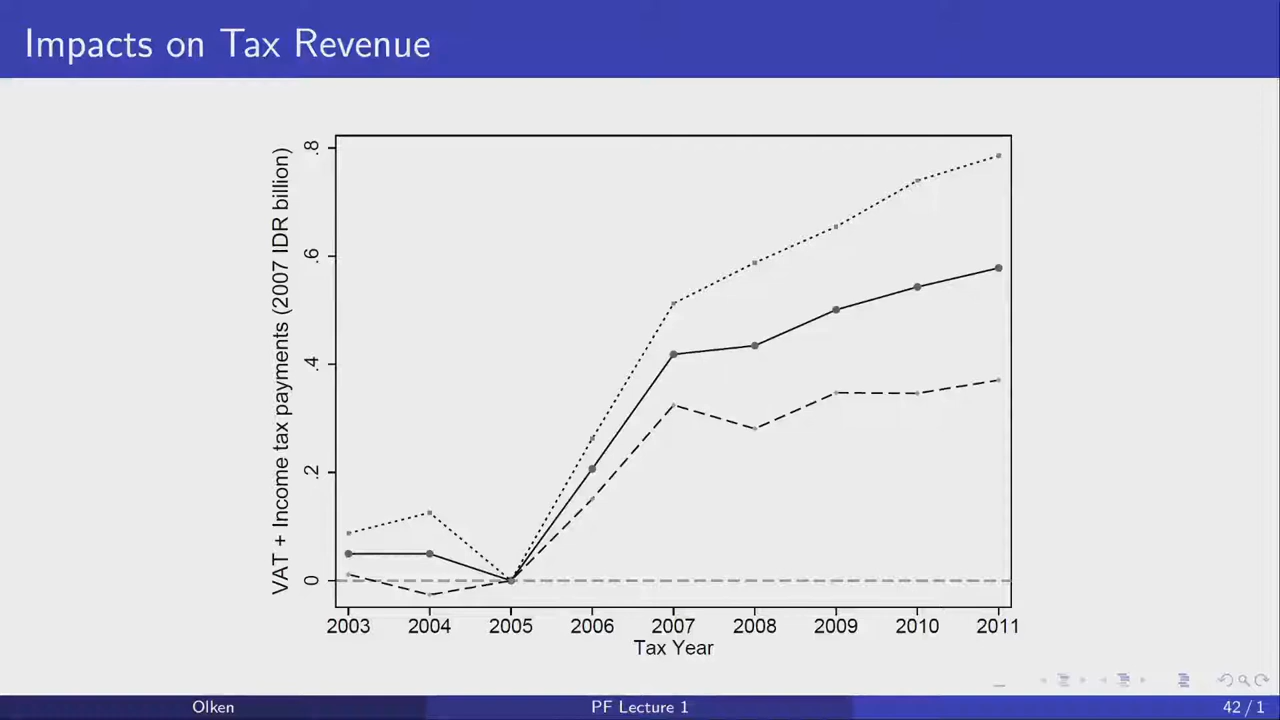 Impacts on Tax Revenue
VAT + Income tax payments (2007 IDR billion)
.8
.6
.4
.2
0
2003 2004 2005 2006 2007 2008 2009 2010 2011
Tax Year
Olken PF Lecture 1 42 / 1